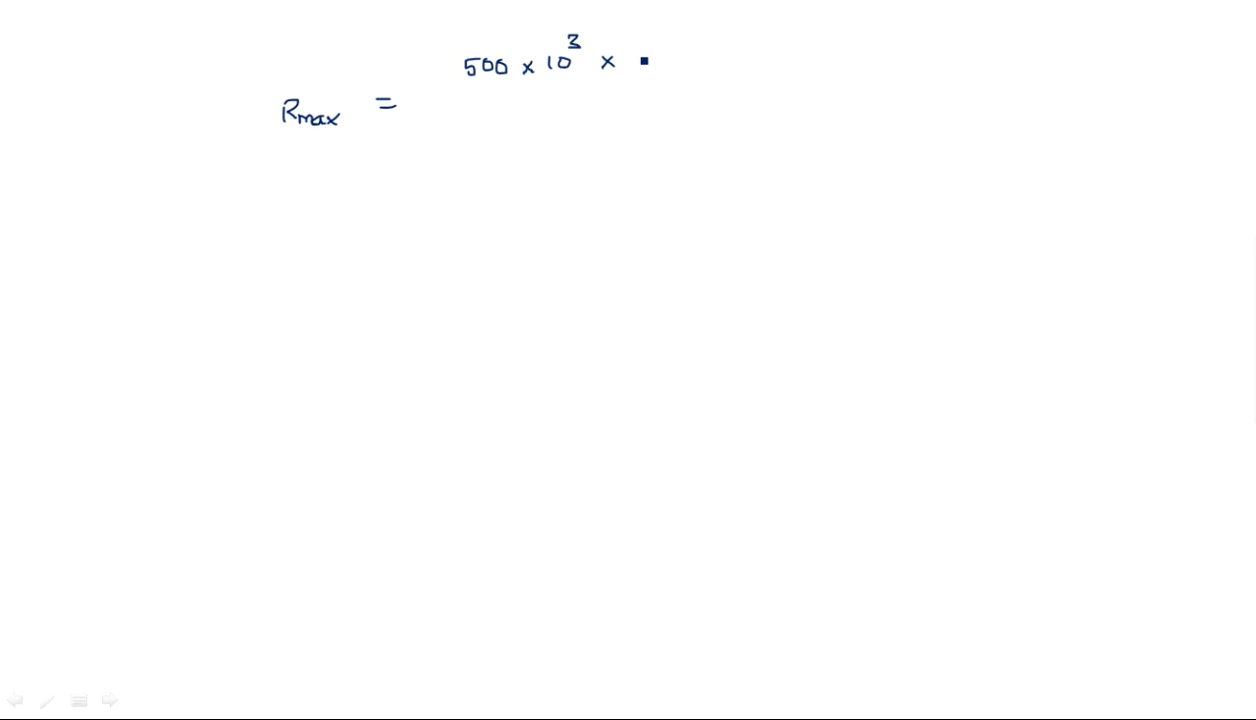 500 × 10³ ×
Rmax =